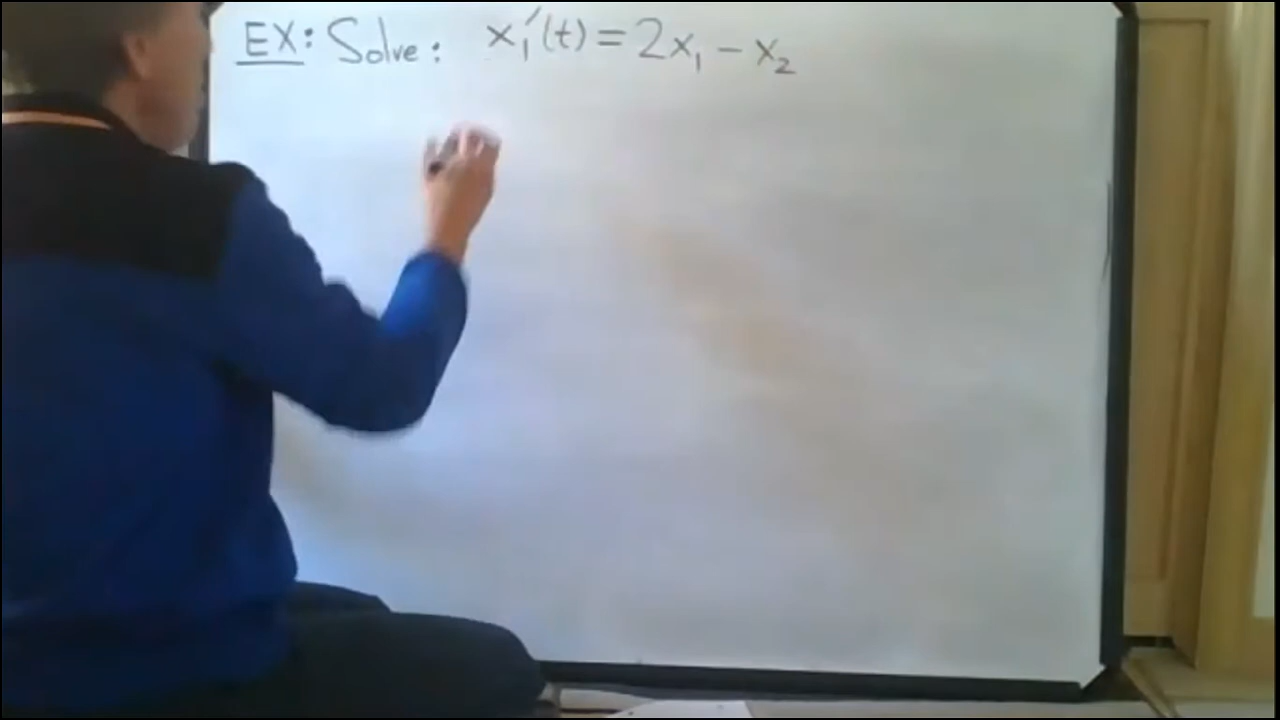 EX: Solve: x₁′(t) = 2x₁ − x₂